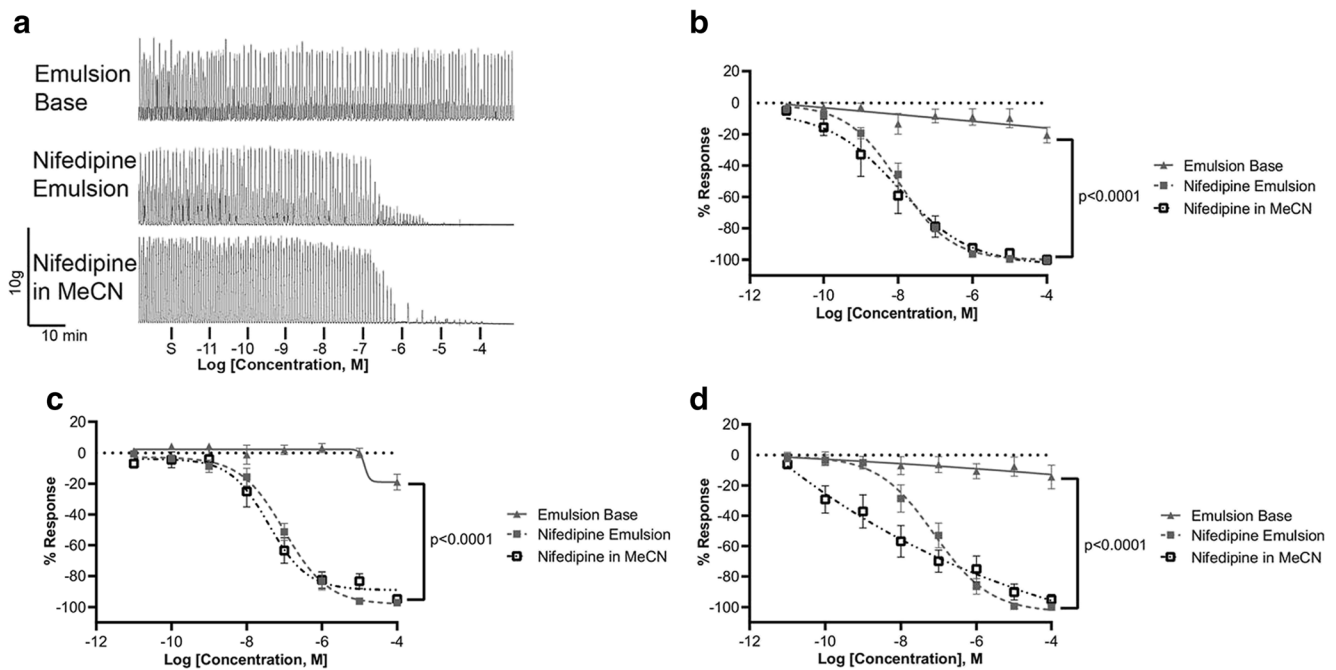 a
Emulsion
Base
Nifedipine
Emulsion
Nifedipine
in MeCN
10g
10 min
S -11 -10 -9 -8 -7 -6 -5 -4
Log [Concentration, M]
b
20
0
-20
-40
-60
-80
-100
% Response
-12 -10 -8 -6 -4
Log [Concentration, M]
Emulsion Base
Nifedipine Emulsion
Nifedipine in MeCN
p<0.0001
c
20
0
-20
-40
-60
-80
-100
% Response
-12 -10 -8 -6 -4
Log [Concentration, M]
Emulsion Base
Nifedipine Emulsion
Nifedipine in MeCN
p<0.0001
d
20
0
-20
-40
-60
-80
-100
% Response
-12 -10 -8 -6 -4
Log [Concentration], M
Emulsion Base
Nifedipine Emulsion
Nifedipine in MeCN
p<0.0001